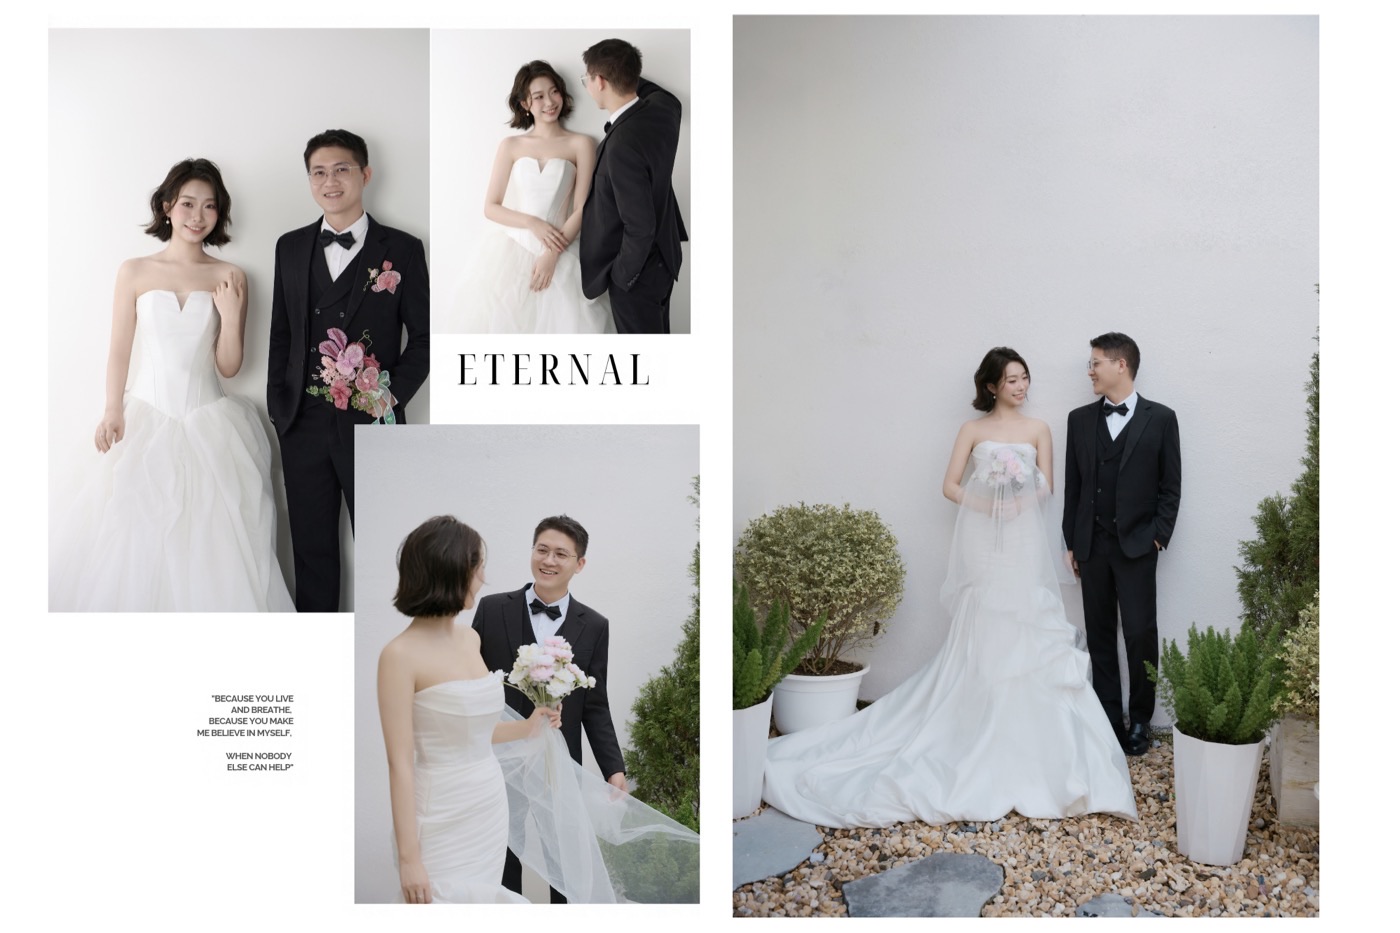 ETERNAL
"BECAUSE YOU LIVE
AND BREATHE,
BECAUSE YOU MAKE
ME BELIEVE IN MYSELF,
WHEN NOBODY
ELSE CAN HELP"